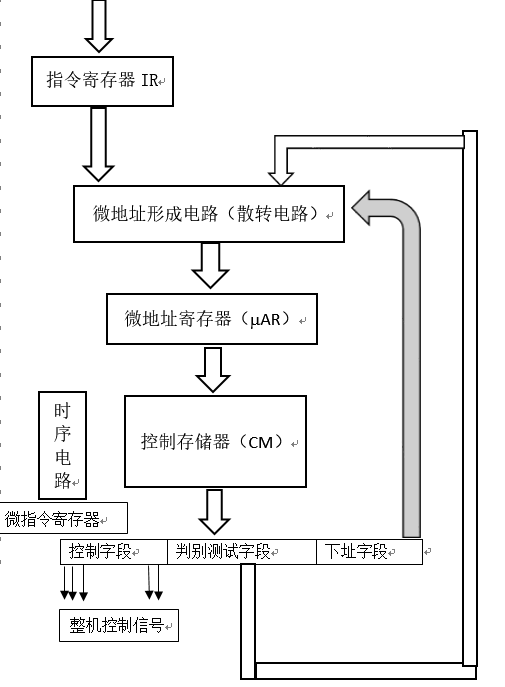 指令寄存器 IR
微地址形成电路（散转电路）
微地址寄存器（μAR）
控制存储器（CM）
时
序
电
路
微指令寄存器
控制字段
判别测试字段
下址字段
整机控制信号